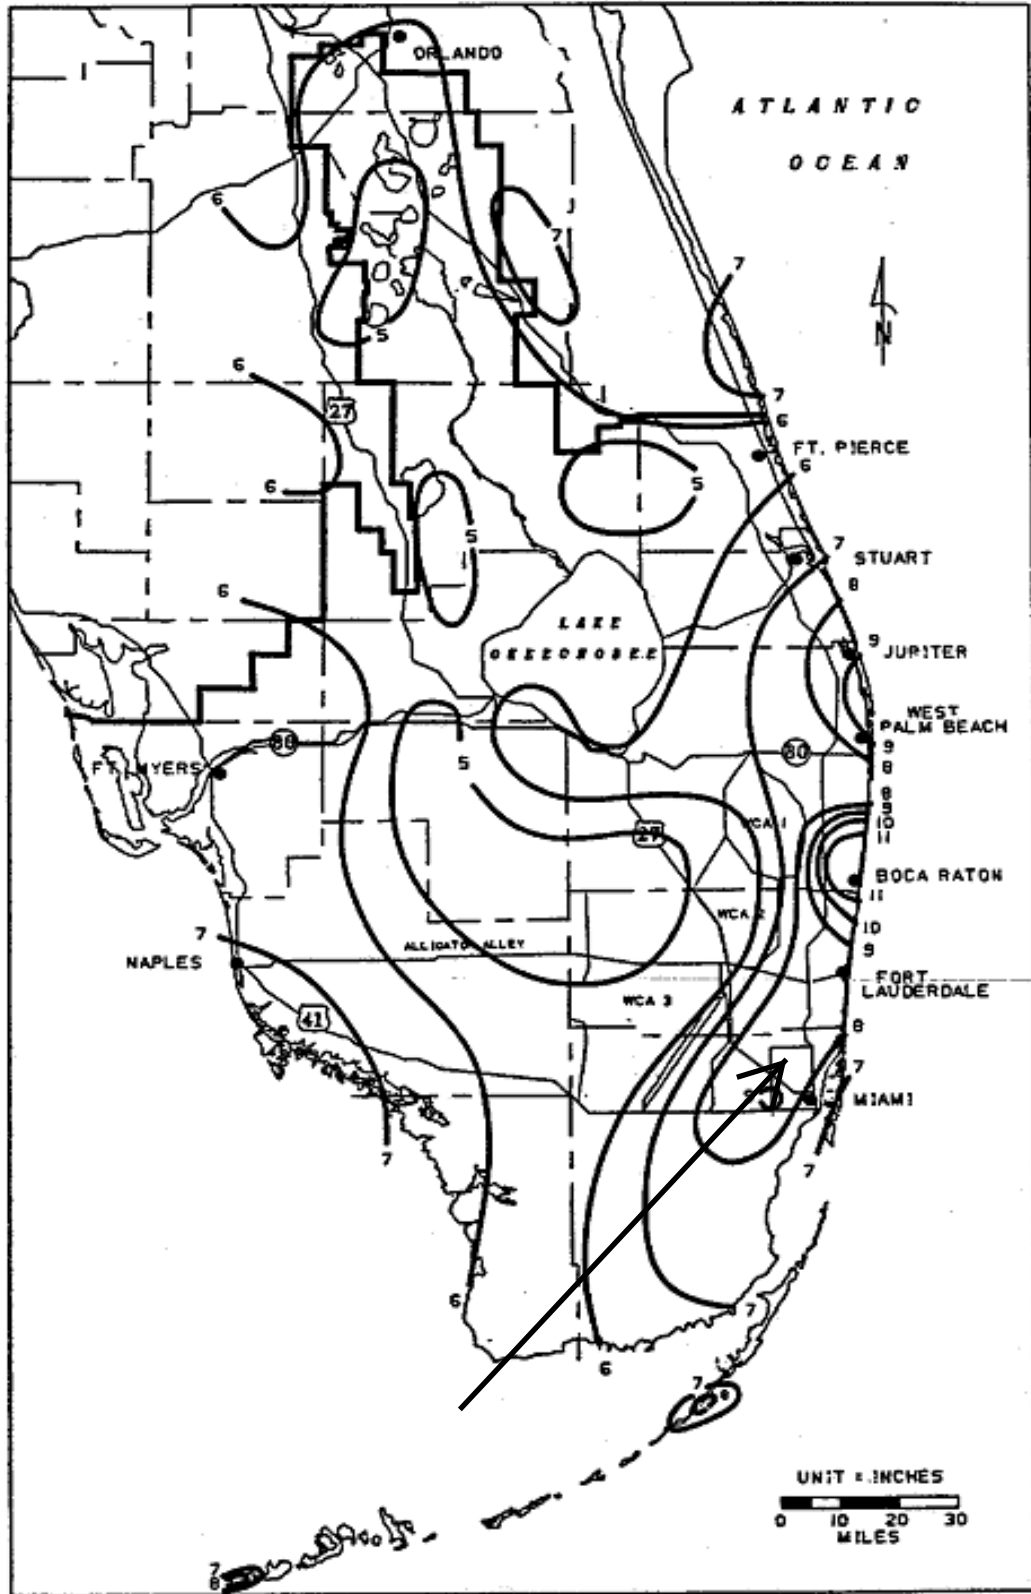 ORLANDO
ATLANTIC
OCEAN
6
7
5
7
N
6
27
7
6
FT. PIERCE
6
6
5
5
7
STUART
8
6
LAKE
OKEECHOBEE
9
JUPITER
WEST
PALM BEACH
80
80
9
8
FT. MYERS
5
8
9
10
11
WCA 1
27
BOCA RATON
11
WCA 2
10
7
9
ALLIGATOR ALLEY
NAPLES
FORT
LAUDERDALE
WCA 3
41
8
7
MIAMI
7
7
6
7
6
7
8
UNIT = INCHES
0 10 20 30
MILES
7
8